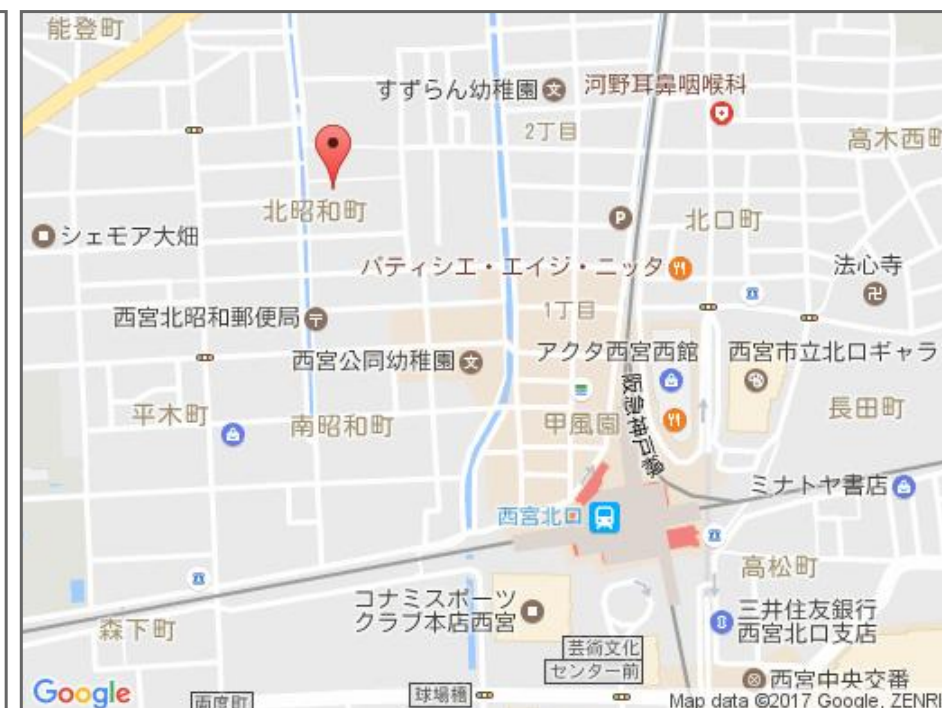 能登町
すずらん幼稚園
河野耳鼻咽喉科
2丁目
高木西町
北昭和町
北口町
P
シェモア大畑
パティシエ・エイジ・ニッタ
法心寺
西宮北昭和郵便局
1丁目
西宮公同幼稚園
アクタ西宮西館
西宮市立北口ギャラ
平木町
南昭和町
甲風園
阪急神戸線
長田町
ミナトヤ書店
西宮北口
高松町
コナミスポーツ
クラブ本店西宮
三井住友銀行
西宮北口支店
森下町
芸術文化
センター前
西宮中央交番
Google
両度町
球場橋
Map data ©2017 Google, ZENRI